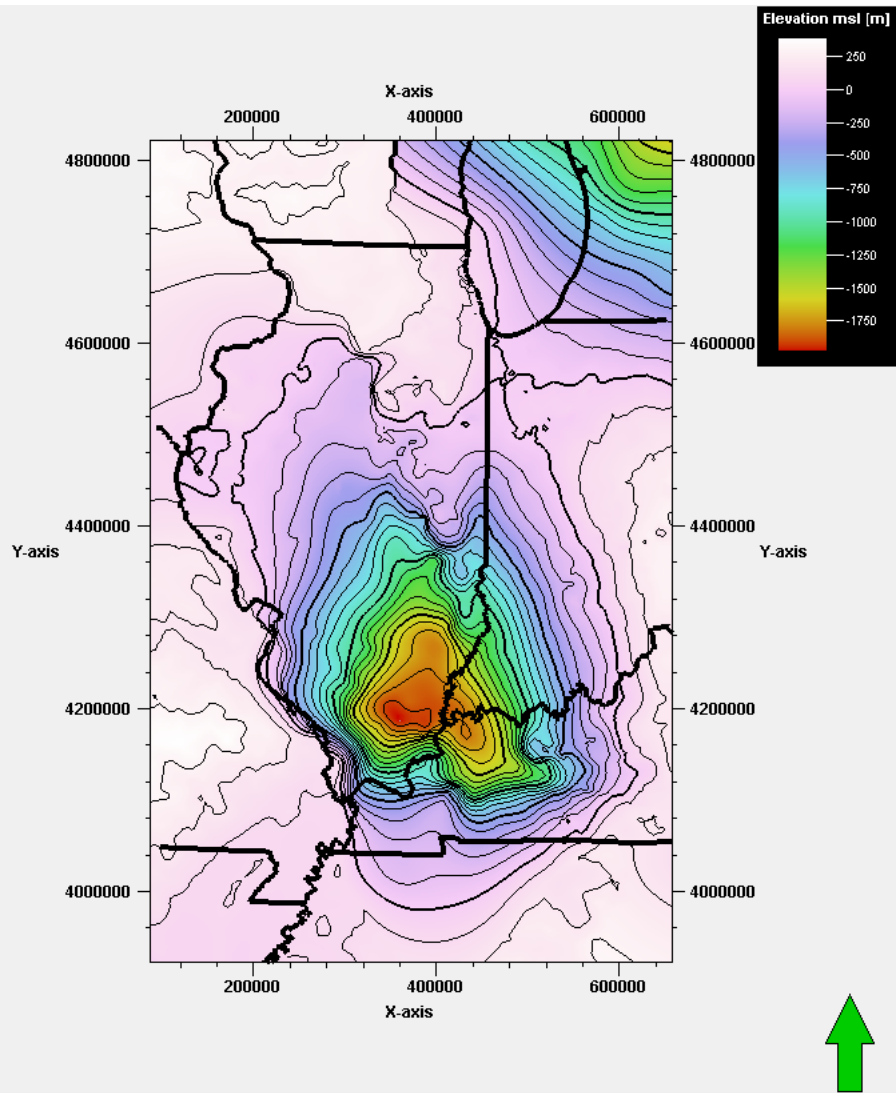 Elevation msl [m]
250
0
-250
-500
-750
-1000
-1250
-1500
-1750
X-axis
200000 400000 600000
4800000 4800000
4600000 4600000
4400000 4400000
Y-axis Y-axis
4200000 4200000
4000000 4000000
200000 400000 600000
X-axis